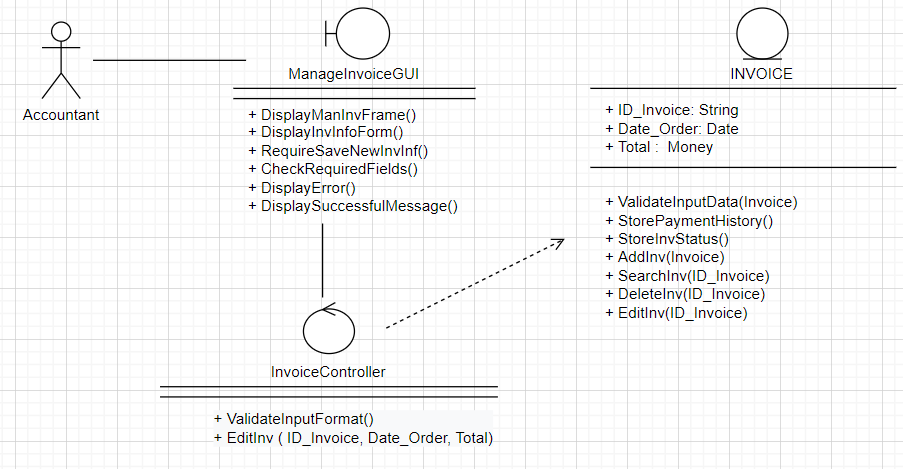 Accountant
ManageInvoiceGUI
+ DisplayManInvFrame()
+ DisplayInvInfoForm()
+ RequireSaveNewInvInf()
+ CheckRequiredFields()
+ DisplayError()
+ DisplaySuccessfulMessage()
INVOICE
+ ID_Invoice: String
+ Date_Order: Date
+ Total :  Money
+ ValidateInputData(Invoice)
+ StorePaymentHistory()
+ StoreInvStatus()
+ AddInv(Invoice)
+ SearchInv(ID_Invoice)
+ DeleteInv(ID_Invoice)
+ EditInv(ID_Invoice)
InvoiceController
+ ValidateInputFormat()
+ EditInv ( ID_Invoice, Date_Order, Total)